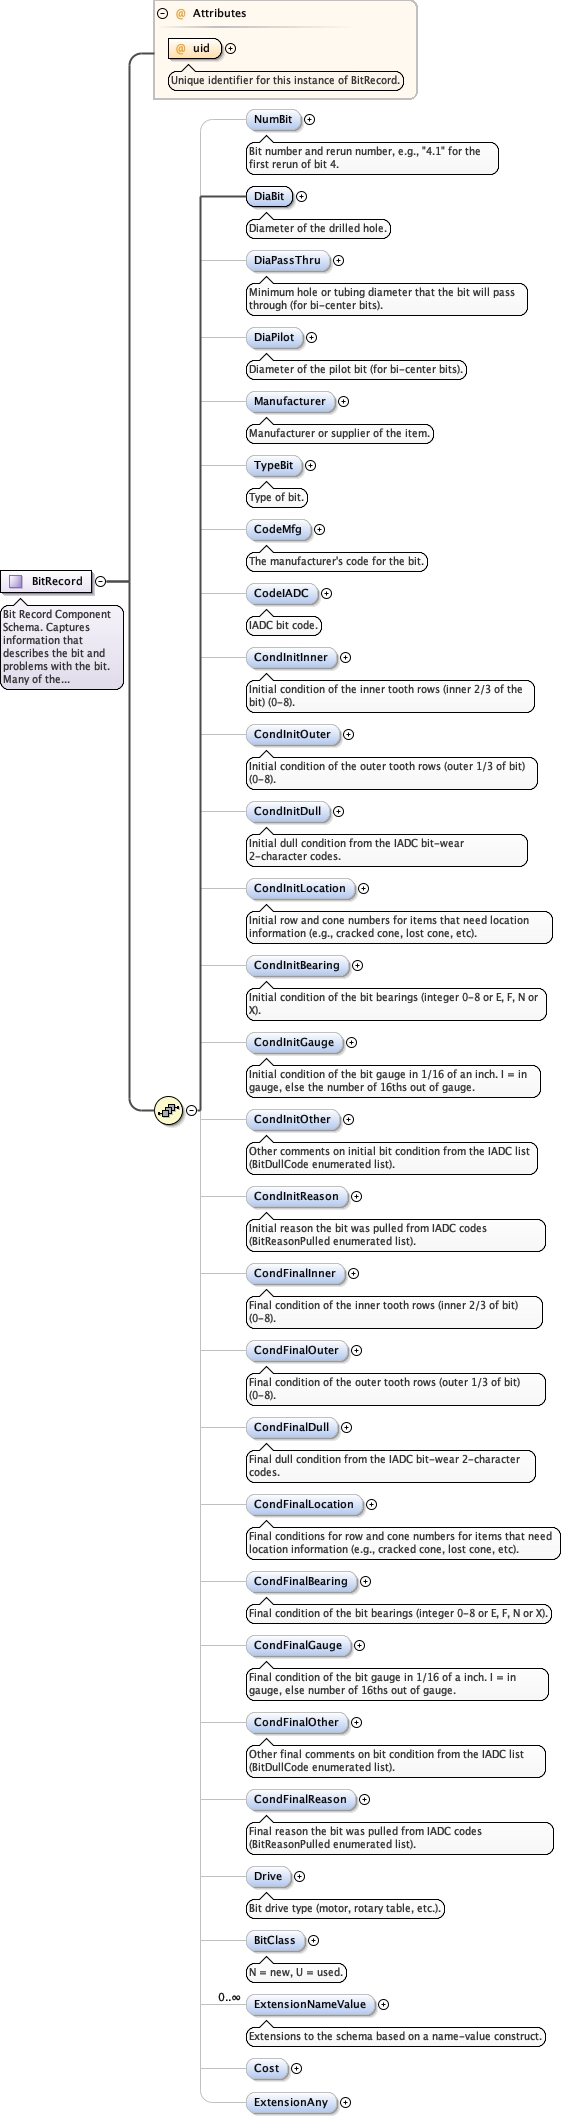 @ Attributes
@ uid
Unique identifier for this instance of BitRecord.
NumBit
Bit number and rerun number, e.g., "4.1" for the
first rerun of bit 4.
DiaBit
Diameter of the drilled hole.
DiaPassThru
Minimum hole or tubing diameter that the bit will pass
through (for bi-center bits).
DiaPilot
Diameter of the pilot bit (for bi-center bits).
Manufacturer
Manufacturer or supplier of the item.
TypeBit
Type of bit.
CodeMfg
The manufacturer's code for the bit.
BitRecord
Bit Record Component
Schema. Captures
information that
describes the bit and
problems with the bit.
Many of the...
CodeIADC
IADC bit code.
CondInitInner
Initial condition of the inner tooth rows (inner 2/3 of the
bit) (0-8).
CondInitOuter
Initial condition of the outer tooth rows (outer 1/3 of bit)
(0-8).
CondInitDull
Initial dull condition from the IADC bit-wear
2-character codes.
CondInitLocation
Initial row and cone numbers for items that need location
information (e.g., cracked cone, lost cone, etc).
CondInitBearing
Initial condition of the bit bearings (integer 0-8 or E, F, N or
X).
CondInitGauge
Initial condition of the bit gauge in 1/16 of an inch. I = in
gauge, else the number of 16ths out of gauge.
CondInitOther
Other comments on initial bit condition from the IADC list
(BitDullCode enumerated list).
CondInitReason
Initial reason the bit was pulled from IADC codes
(BitReasonPulled enumerated list).
CondFinalInner
Final condition of the inner tooth rows (inner 2/3 of bit)
(0-8).
CondFinalOuter
Final condition of the outer tooth rows (outer 1/3 of bit)
(0-8).
CondFinalDull
Final dull condition from the IADC bit-wear 2-character
codes.
CondFinalLocation
Final conditions for row and cone numbers for items that need
location information (e.g., cracked cone, lost cone, etc).
CondFinalBearing
Final condition of the bit bearings (integer 0-8 or E, F, N or X).
CondFinalGauge
Final condition of the bit gauge in 1/16 of a inch. I = in
gauge, else number of 16ths out of gauge.
CondFinalOther
Other final comments on bit condition from the IADC list
(BitDullCode enumerated list).
CondFinalReason
Final reason the bit was pulled from IADC codes
(BitReasonPulled enumerated list).
Drive
Bit drive type (motor, rotary table, etc.).
BitClass
N = new, U = used.
0..∞
ExtensionNameValue
Extensions to the schema based on a name-value construct.
Cost
ExtensionAny